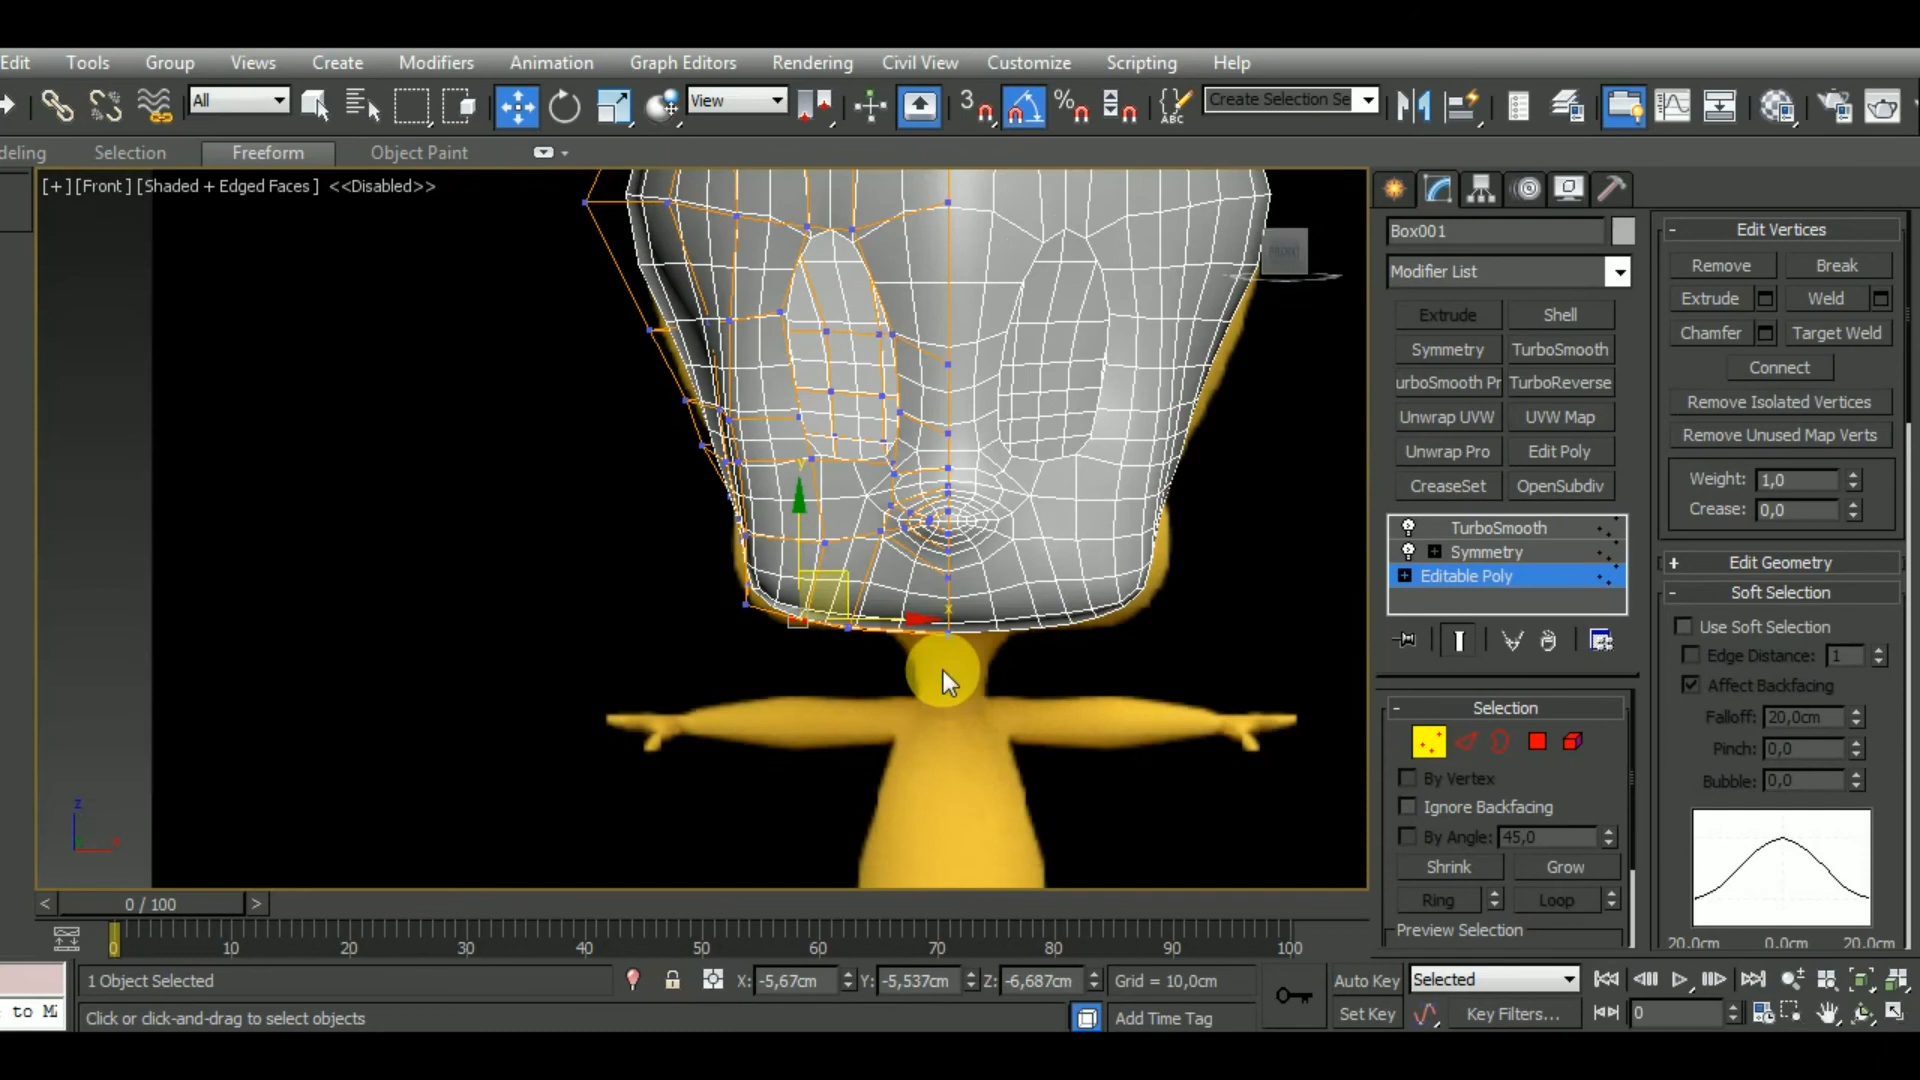 Edit Tools Group Views Create Modifiers Animation Graph Editors Rendering Civil View Customize Scripting Help
All View 3 % ABC Create Selection Se
deling Selection Freeform Object Paint
[+] [Front ] [Shaded + Edged Faces ] <<Disabled>>
Box001
Modifier List
Extrude Shell
Symmetry TurboSmooth
urboSmooth Pr TurboReverse
Unwrap UVW UVW Map
Unwrap Pro Edit Poly
CreaseSet OpenSubdiv
TurboSmooth
Symmetry
Editable Poly
Selection
By Vertex
Ignore Backfacing
By Angle: 45,0
Shrink Grow
Ring Loop
Preview Selection
Edit Vertices
Remove Break
Extrude Weld
Chamfer Target Weld
Connect
Remove Isolated Vertices
Remove Unused Map Verts
Weight: 1,0
Crease: 0,0
Edit Geometry
Soft Selection
Use Soft Selection
Edge Distance: 1
Affect Backfacing
Falloff: 20,0cm
Pinch: 0,0
Bubble: 0,0
20.0cm 0.0cm 20.0cm
y
x
z
< 0 / 100 >
0 10 20 30 40 50 60 70 80 90 100
1 Object Selected X: -5,67cm Y: -5,537cm Z: -6,687cm Grid = 10,0cm Auto Key Selected
to Mi Click or click-and-drag to select objects Add Time Tag Set Key Key Filters... 0